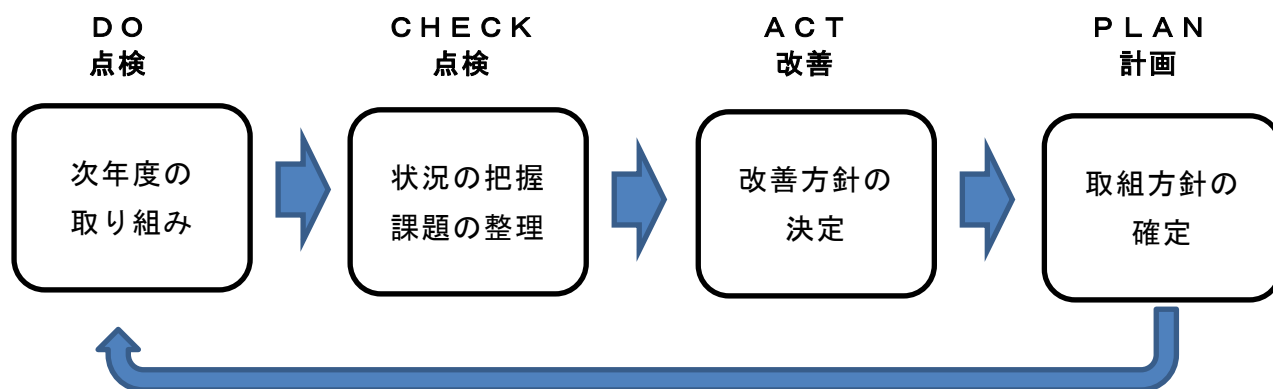 ＤＯ
点検
次年度の
取り組み
ＣＨＥＣＫ
点検
状況の把握
課題の整理
ＡＣＴ
改善
改善方針の
決定
ＰＬＡＮ
計画
取組方針の
確定